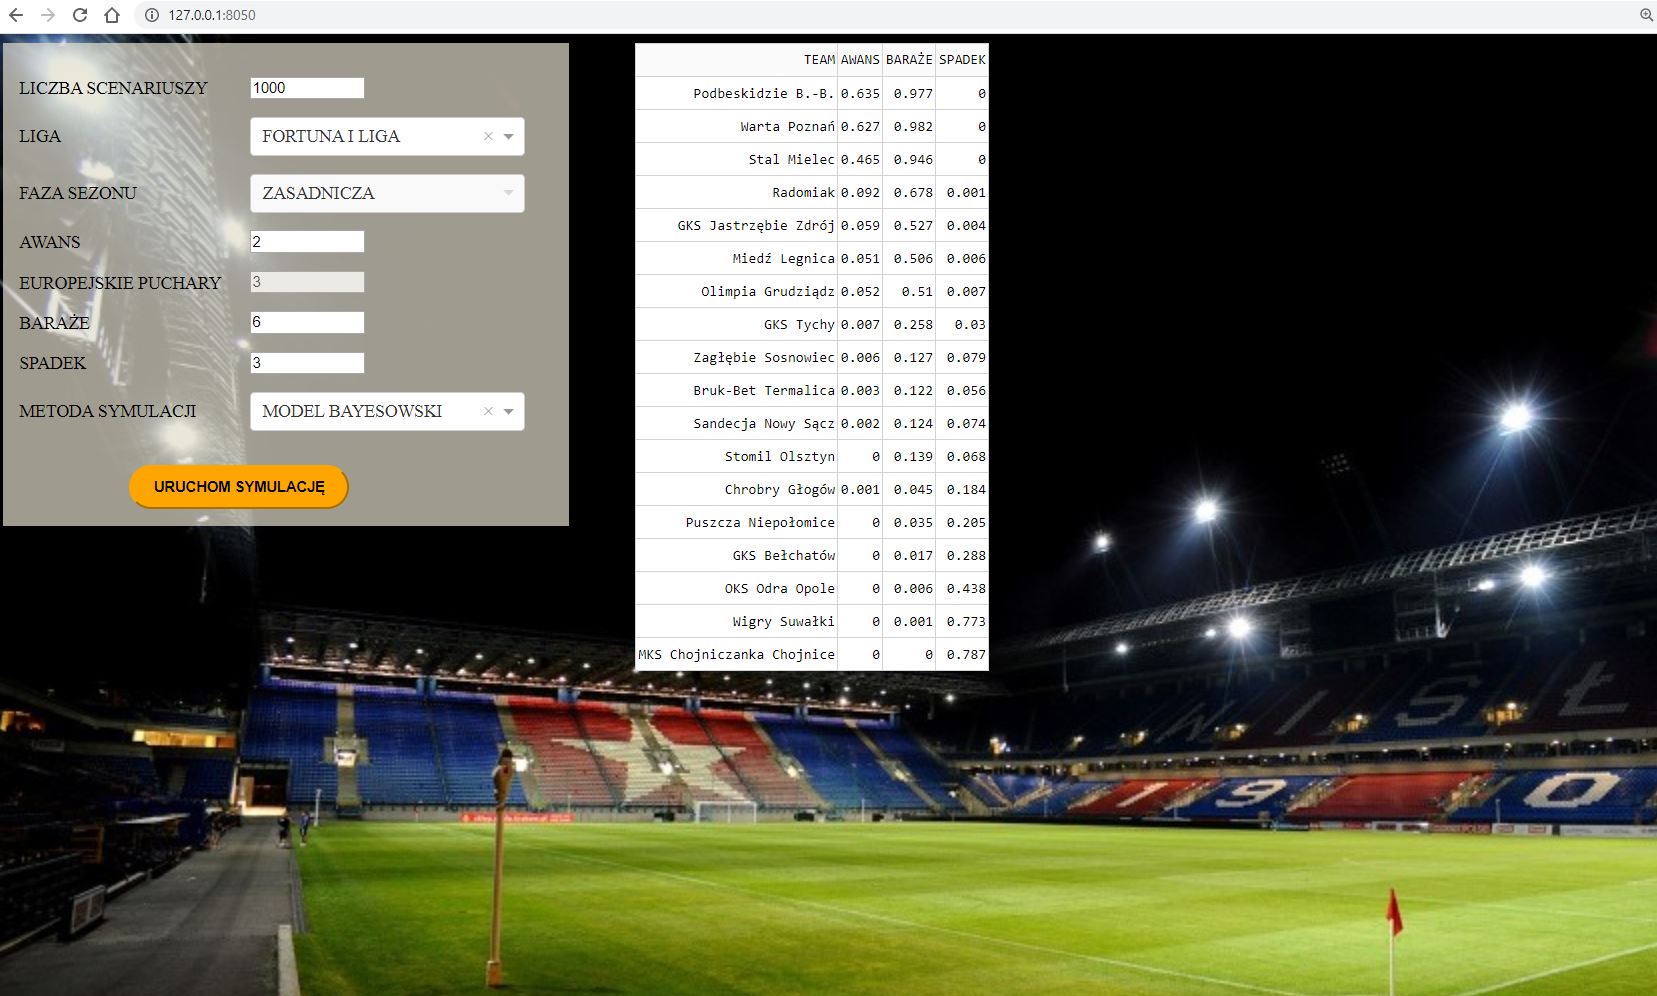 127.0.0.1:8050
LICZBA SCENARIUSZY 1000
LIGA FORTUNA I LIGA
FAZA SEZONU ZASADNICZA
AWANS 2
EUROPEJSKIE PUCHARY 3
BARAŻE 6
SPADEK 3
METODA SYMULACJI MODEL BAYESOWSKI
URUCHOM SYMULACJĘ
TEAM AWANS BARAŻE SPADEK
Podbeskidzie B.-B. 0.635 0.977 0
Warta Poznań 0.627 0.982 0
Stal Mielec 0.465 0.946 0
Radomiak 0.092 0.678 0.001
GKS Jastrzębie Zdrój 0.059 0.527 0.004
Miedź Legnica 0.051 0.506 0.006
Olimpia Grudziądz 0.052 0.51 0.007
GKS Tychy 0.007 0.258 0.03
Zagłębie Sosnowiec 0.006 0.127 0.079
Bruk-Bet Termalica 0.003 0.122 0.056
Sandecja Nowy Sącz 0.002 0.124 0.074
Stomil Olsztyn 0 0.139 0.068
Chrobry Głogów 0.001 0.045 0.184
Puszcza Niepołomice 0 0.035 0.205
GKS Bełchatów 0 0.017 0.288
OKS Odra Opole 0 0.006 0.438
Wigry Suwałki 0 0.001 0.773
MKS Chojniczanka Chojnice 0 0 0.787
W I S Ł
1 9 0